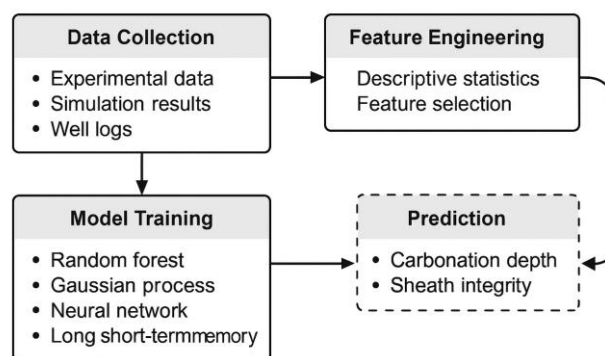 Data Collection
• Experimental data
• Simulation results
• Well logs
Feature Engineering
Descriptive statistics
Feature selection
Model Training
• Random forest
• Gaussian process
• Neural network
• Long short-termmemory
Prediction
• Carbonation depth
• Sheath integrity